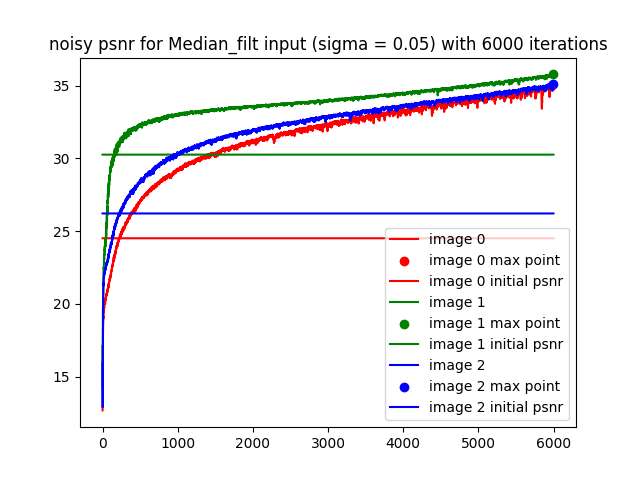 noisy psnr for Median_filt input (sigma = 0.05) with 6000 iterations
35
30
25
20
15
image 0
image 0 max point
image 0 initial psnr
image 1
image 1 max point
image 1 initial psnr
image 2
image 2 max point
image 2 initial psnr
0 1000 2000 3000 4000 5000 6000